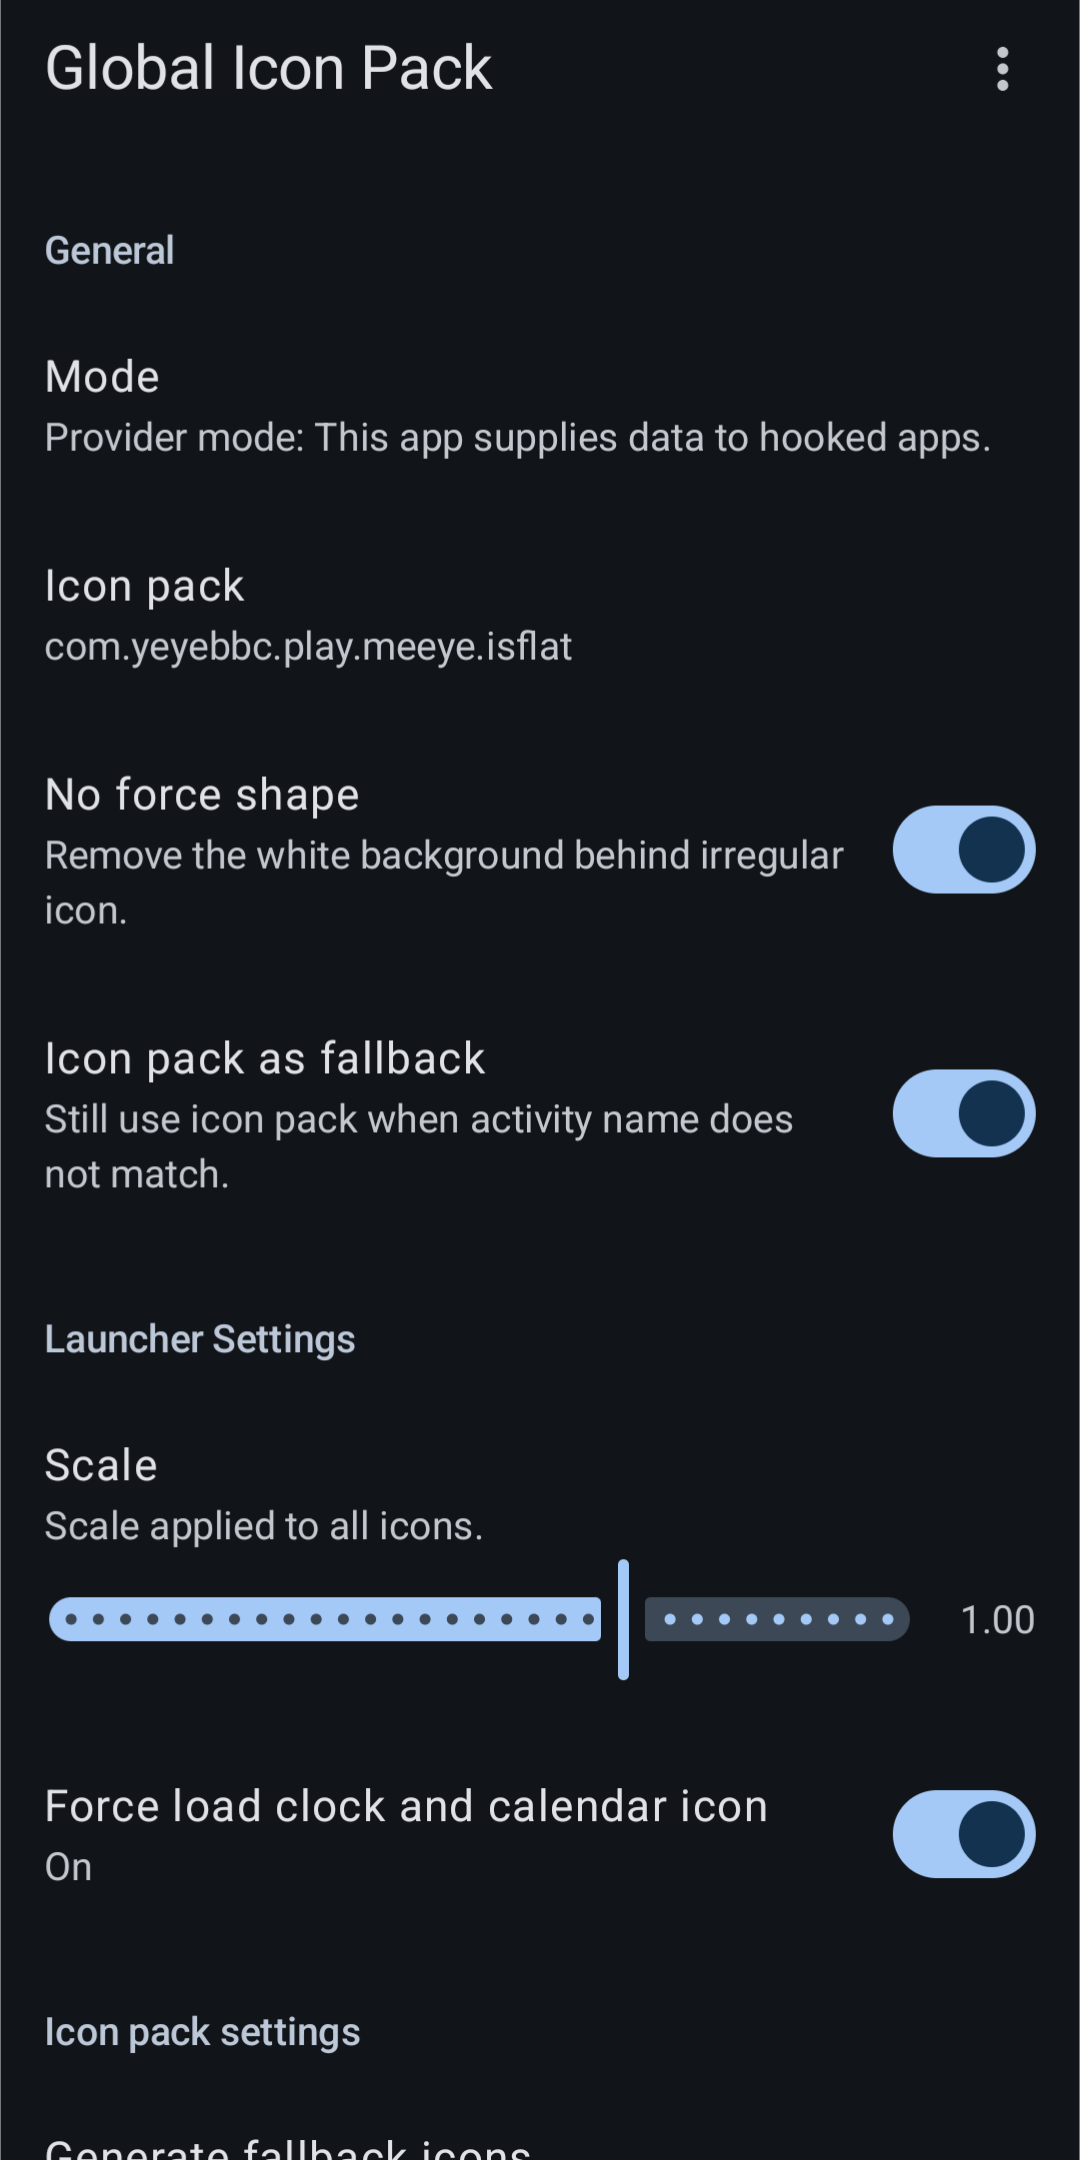 Global Icon Pack
General
Mode
Provider mode: This app supplies data to hooked apps.
Icon pack
com.yeyebbc.play.meeye.isflat
No force shape
Remove the white background behind irregular
icon.
Icon pack as fallback
Still use icon pack when activity name does
not match.
Launcher Settings
Scale
Scale applied to all icons.
1.00
Force load clock and calendar icon
On
Icon pack settings
Generate fallback icons